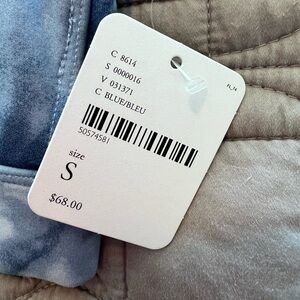 C 8614
S 0000016
V 031371
C BLUE/BLEU
50574581
size
S
$68.00